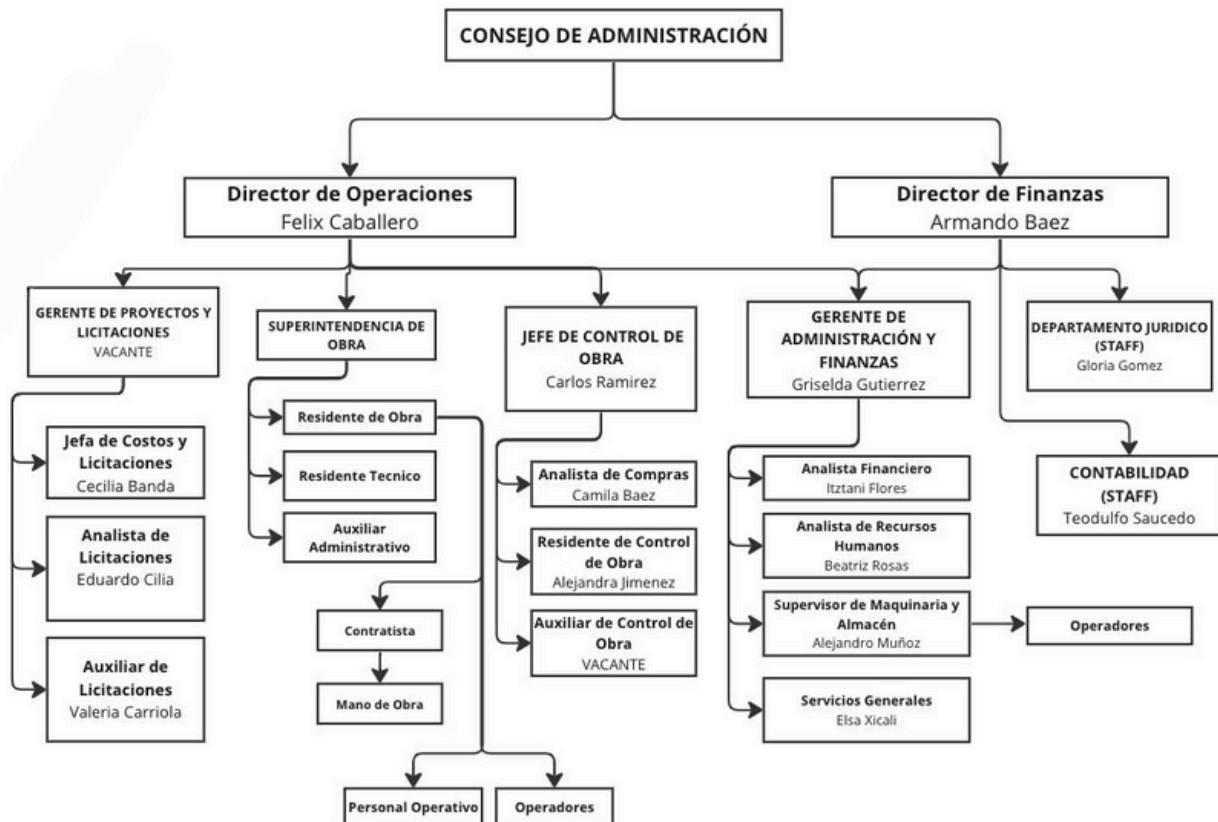 CONSEJO DE ADMINISTRACIÓN
Director de Operaciones
Felix Caballero
Director de Finanzas
Armando Baez
GERENTE DE PROYECTOS Y
LICITACIONES
VACANTE
SUPERINTENDENCIA DE
OBRA
JEFE DE CONTROL DE
OBRA
Carlos Ramirez
GERENTE DE
ADMINISTRACIÓN Y
FINANZAS
Griselda Gutierrez
DEPARTAMENTO JURIDICO
(STAFF)
Gloria Gomez
Jefa de Costos y
Licitaciones
Cecilia Banda
Analista de
Licitaciones
Eduardo Cilia
Auxiliar de
Licitaciones
Valeria Carriola
Residente de Obra
Residente Tecnico
Auxiliar
Administrativo
Contratista
Mano de Obra
Personal Operativo
Operadores
Analista de Compras
Camila Baez
Residente de Control
de Obra
Alejandra Jimenez
Auxiliar de Control de
Obra
VACANTE
Analista Financiero
Itztani Flores
Analista de Recursos
Humanos
Beatriz Rosas
Supervisor de Maquinaria y
Almacén
Alejandro Muñoz
Operadores
Servicios Generales
Elsa Xicali
CONTABILIDAD
(STAFF)
Teodulfo Saucedo